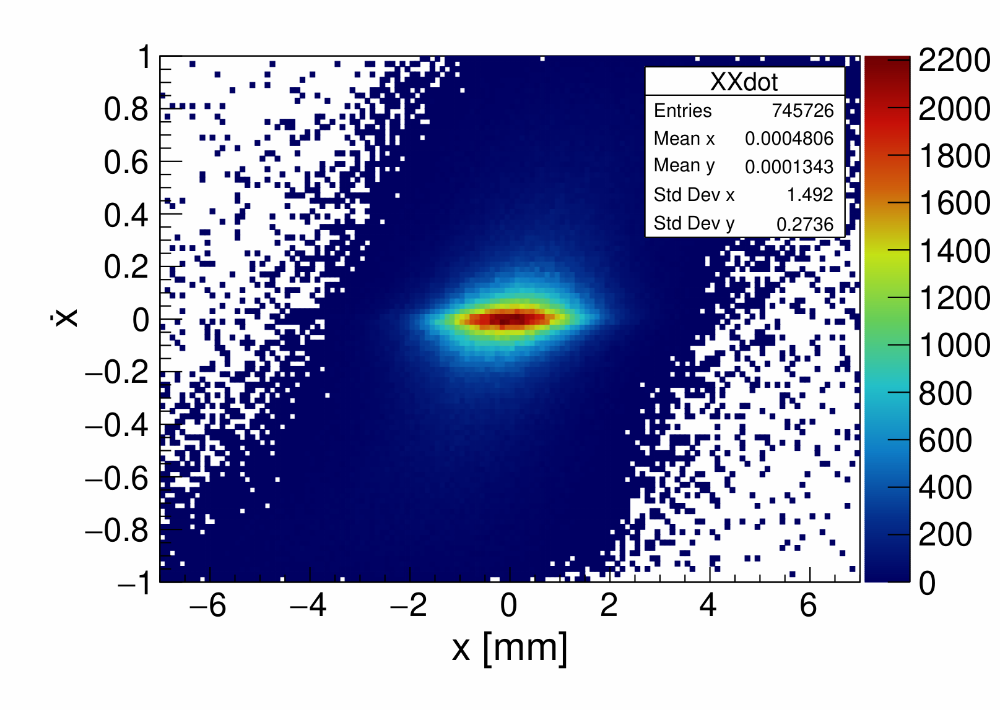 XXdot
Entries 745726
Mean x 0.0004806
Mean y 0.0001343
Std Dev x 1.492
Std Dev y 0.2736
1
0.8
0.6
0.4
0.2
0
−0.2
−0.4
−0.6
−0.8
−1
ẋ
−6 −4 −2 0 2 4 6
x [mm]
2200
2000
1800
1600
1400
1200
1000
800
600
400
200
0